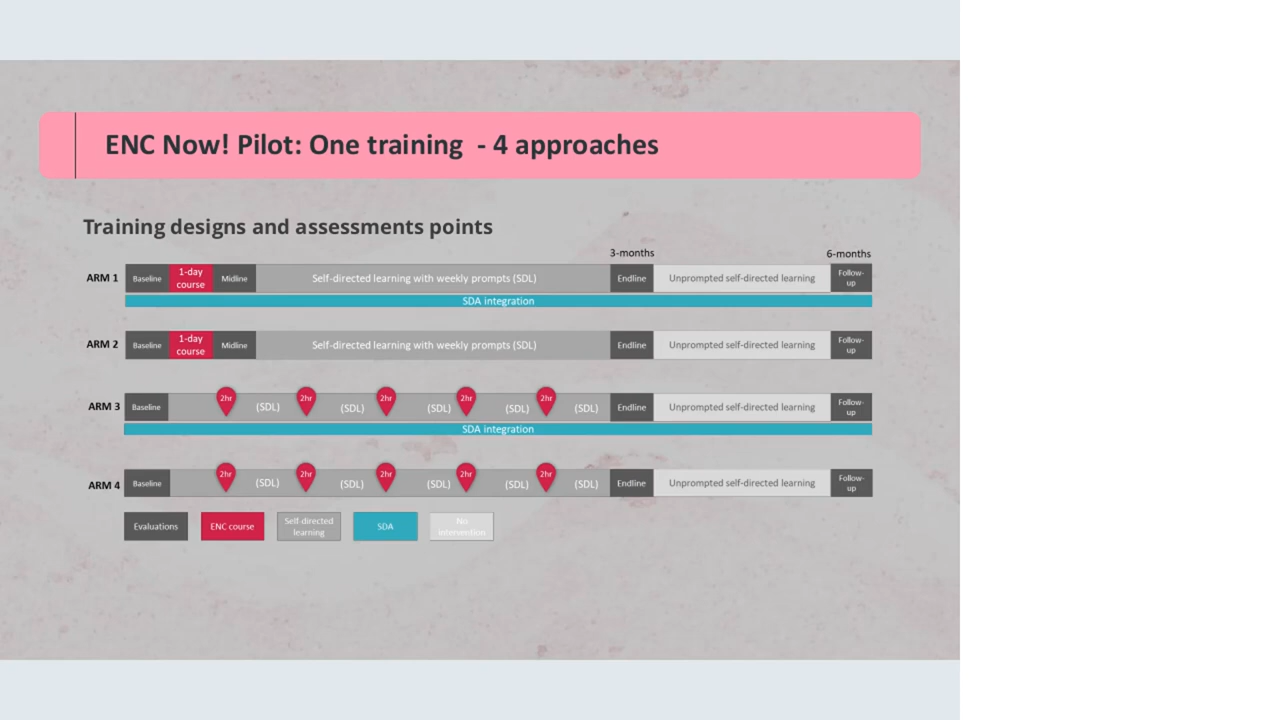 ENC Now! Pilot: One training - 4 approaches
Training designs and assessments points
3-months
6-months
ARM 1
Baseline
1-day
course
Midline
Self-directed learning with weekly prompts (SDL)
Endline
Unprompted self-directed learning
Follow-
up
SDA integration
ARM 2
Baseline
1-day
course
Midline
Self-directed learning with weekly prompts (SDL)
Endline
Unprompted self-directed learning
Follow-
up
ARM 3
Baseline
2hr
(SDL)
2hr
(SDL)
2hr
(SDL)
2hr
(SDL)
2hr
(SDL)
Endline
Unprompted self-directed learning
Follow-
up
SDA integration
ARM 4
Baseline
2hr
(SDL)
2hr
(SDL)
2hr
(SDL)
2hr
(SDL)
2hr
(SDL)
Endline
Unprompted self-directed learning
Follow-
up
Evaluations
ENC course
Self-directed
learning
SDA
No
intervention